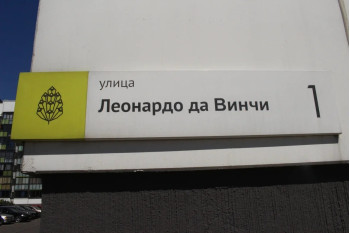 улица
Леонардо да Винчи 1